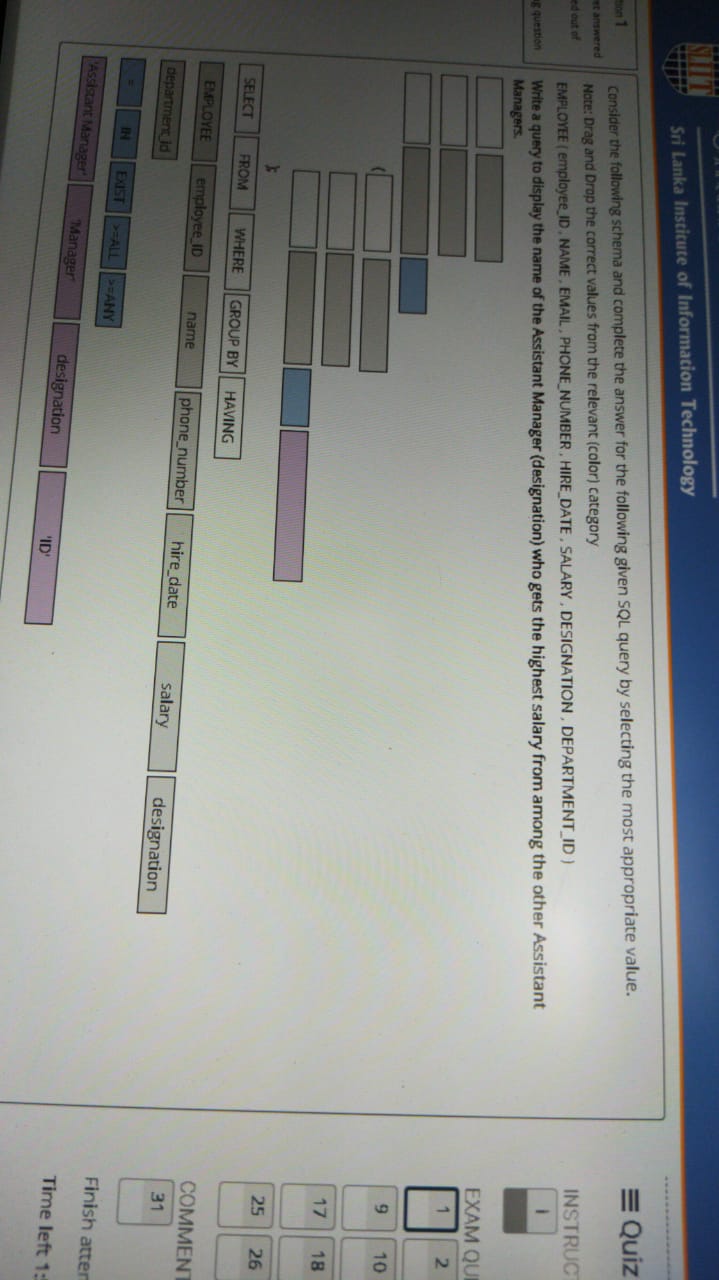 SLIIT
Sri Lanka Institute of Information Technology
tion 1
et answered
ed out of
g question
Consider the following schema and complete the answer for the following given SQL query by selecting the most appropriate value.
Note: Drag and Drop the correct values from the relevant (color) category
EMPLOYEE ( employee_ID , NAME , EMAIL , PHONE_NUMBER , HIRE_DATE , SALARY , DESIGNATION , DEPARTMENT_ID )
Write a query to display the name of the Assistant Manager (designation) who gets the highest salary from among the other Assistant
Managers.
(
);
SELECT FROM WHERE GROUP BY HAVING
EMPLOYEE employee_ID name phone_number hire_date salary designation
department_id
= IN EXIST >=ALL >=ANY
'Assistant Manager' 'Manager' designation 'ID'
Quiz
INSTRUCT
i
EXAM QU
1 2
9 10
17 18
25 26
COMMENT
31
Finish atter
Time left 1: